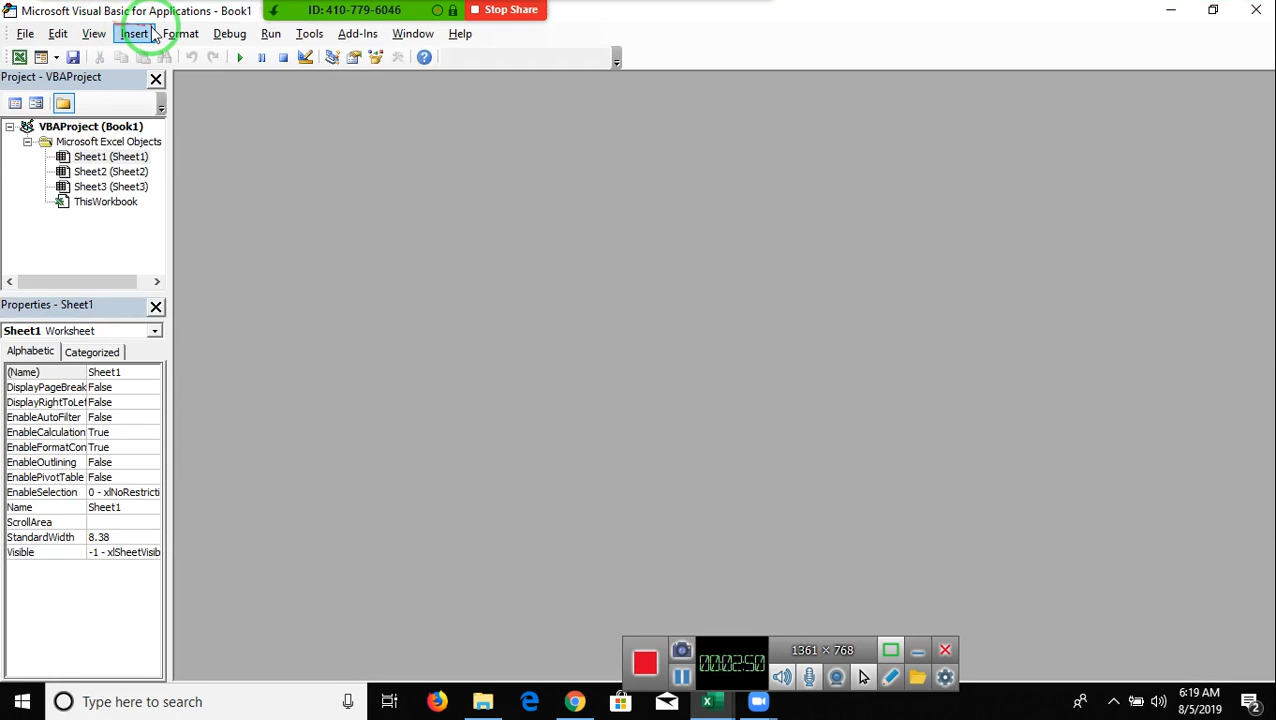 Microsoft Visual Basic for Applications - Book1
ID: 410-779-6046
Stop Share
File Edit View Insert Format Debug Run Tools Add-Ins Window Help
Project - VBAProject
VBAProject (Book1)
Microsoft Excel Objects
Sheet1 (Sheet1)
Sheet2 (Sheet2)
Sheet3 (Sheet3)
ThisWorkbook
Properties - Sheet1
Sheet1 Worksheet
Alphabetic Categorized
(Name) Sheet1
DisplayPageBreak False
DisplayRightToLef False
EnableAutoFilter False
EnableCalculation True
EnableFormatCon True
EnableOutlining False
EnablePivotTable False
EnableSelection 0 - xlNoRestricti
Name Sheet1
ScrollArea
StandardWidth 8.38
Visible -1 - xlSheetVisib
00:02:50
1361 × 768
Type here to search
6:19 AM
8/5/2019
2